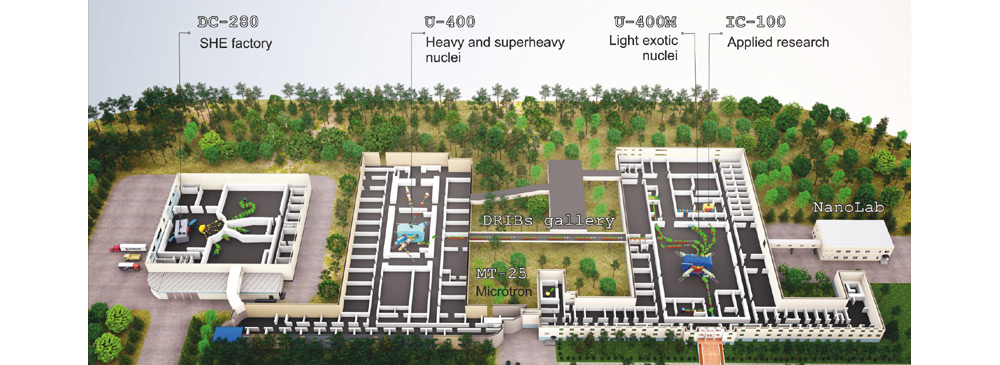 DC-280
SHE factory
U-400
Heavy and superheavy
nuclei
U-400M
Light exotic
nuclei
IC-100
Applied research
NanoLab
DRIBs gallery
MT-25
Microtron